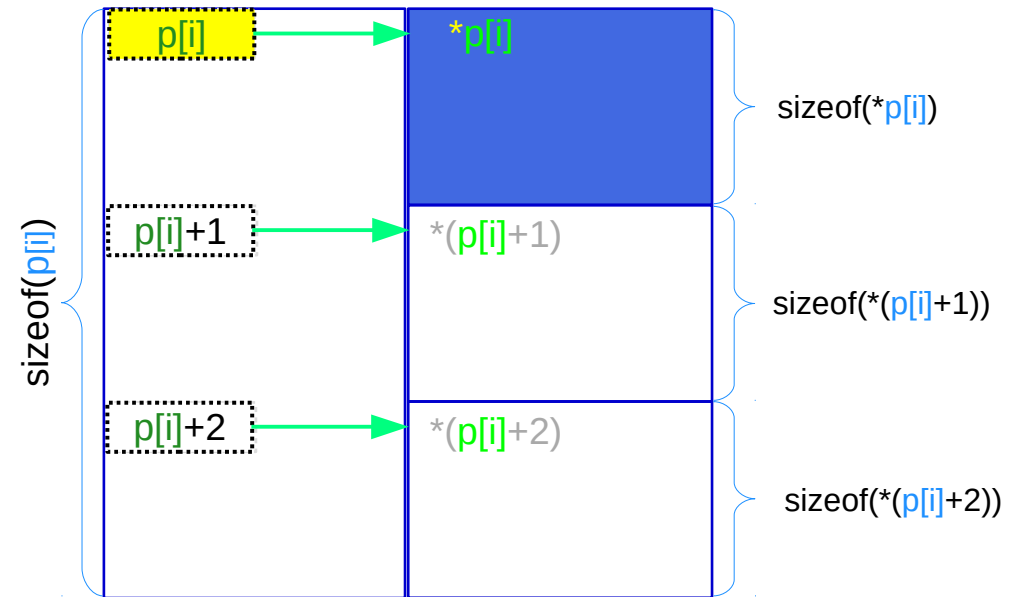 p[i]
*p[i]
sizeof(*p[i])
sizeof(p[i])
p[i]+1
*(p[i]+1)
sizeof(*(p[i]+1))
p[i]+2
*(p[i]+2)
sizeof(*(p[i]+2))